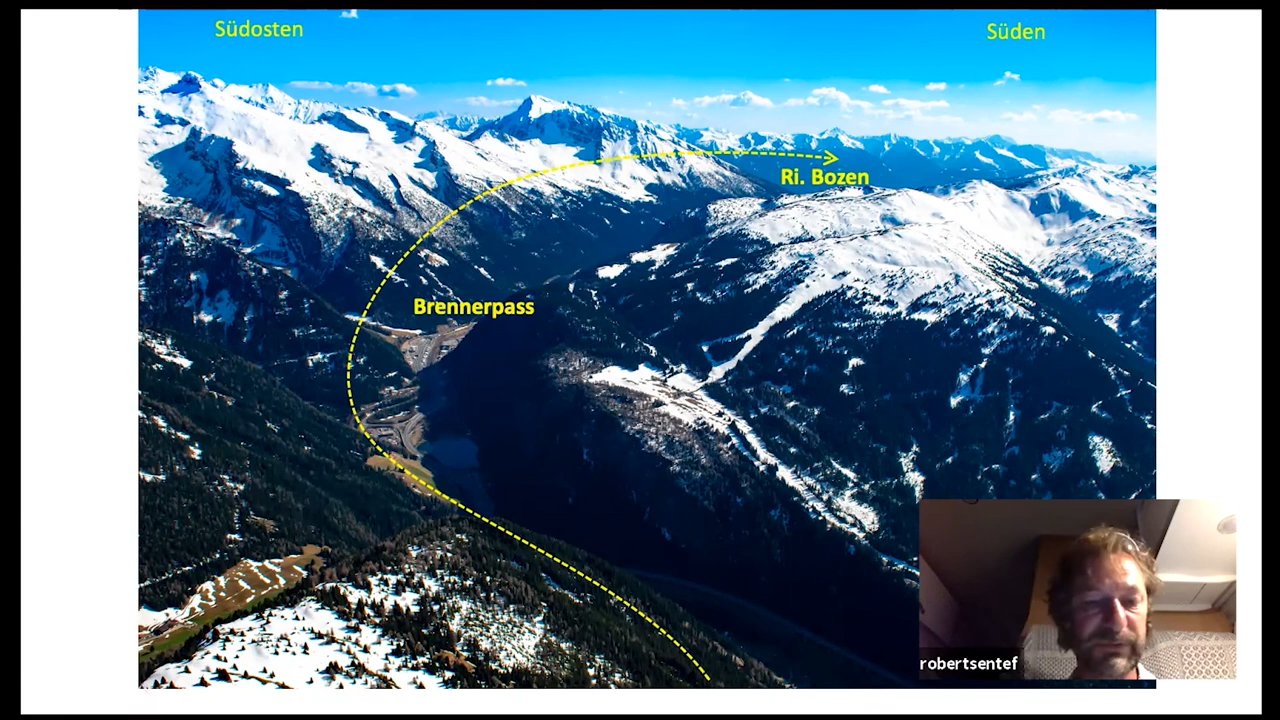 Südosten
Süden
Ri. Bozen
Brennerpass
robertsentef